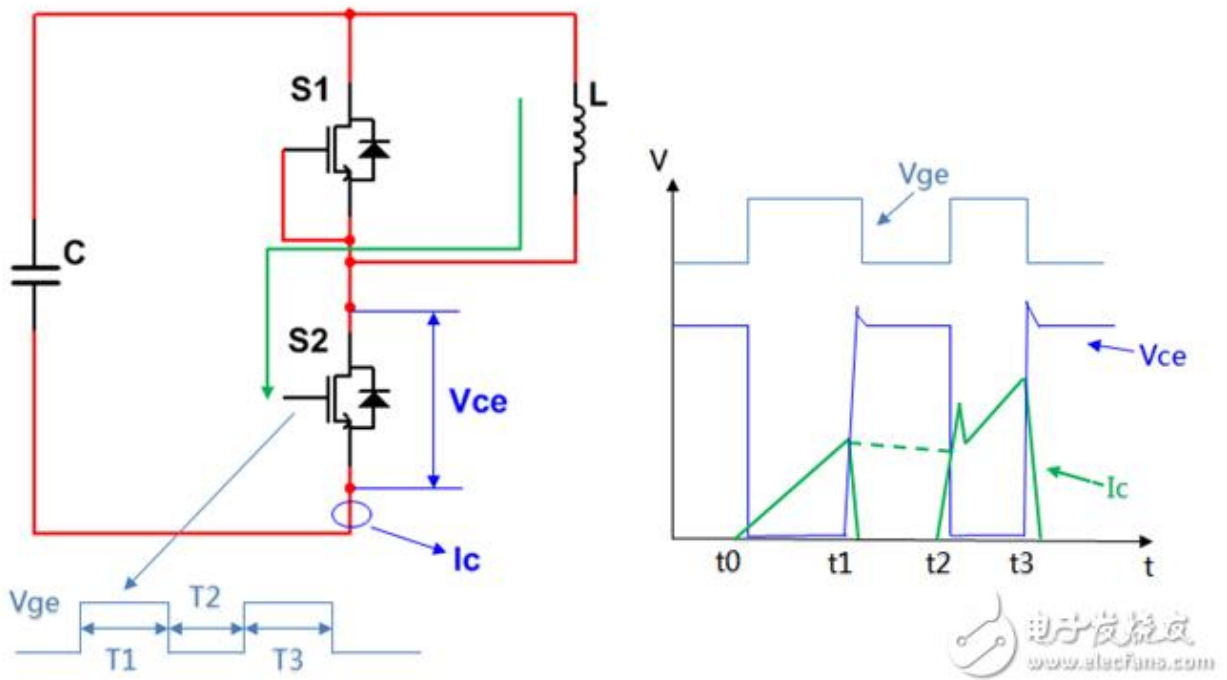 S1
L
C
S2
Vce
Ic
Vge
T2
T1
T3
V
Vge
Vce
Ic
t0
t1
t2
t3
t
电子发烧友
www.elecfans.com